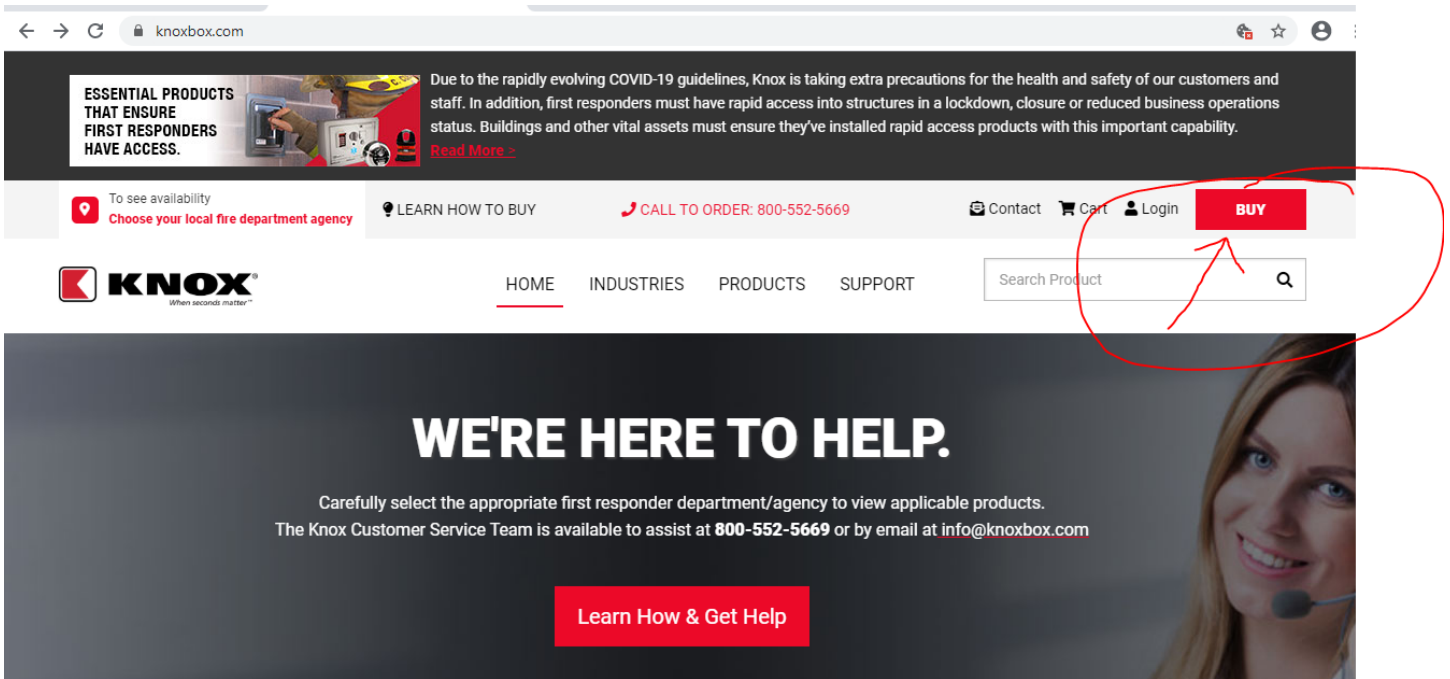 knoxbox.com
ESSENTIAL PRODUCTS
THAT ENSURE
FIRST RESPONDERS
HAVE ACCESS.
Due to the rapidly evolving COVID-19 guidelines, Knox is taking extra precautions for the health and safety of our customers and
staff. In addition, first responders must have rapid access into structures in a lockdown, closure or reduced business operations
status. Buildings and other vital assets must ensure they've installed rapid access products with this important capability.
Read More >
To see availability
Choose your local fire department agency
LEARN HOW TO BUY
CALL TO ORDER: 800-552-5669
Contact
Cart
Login
BUY
KNOX®
When seconds matter™
HOME
INDUSTRIES
PRODUCTS
SUPPORT
Search Product
WE'RE HERE TO HELP.
Carefully select the appropriate first responder department/agency to view applicable products.
The Knox Customer Service Team is available to assist at 800-552-5669 or by email at info@knoxbox.com
Learn How & Get Help